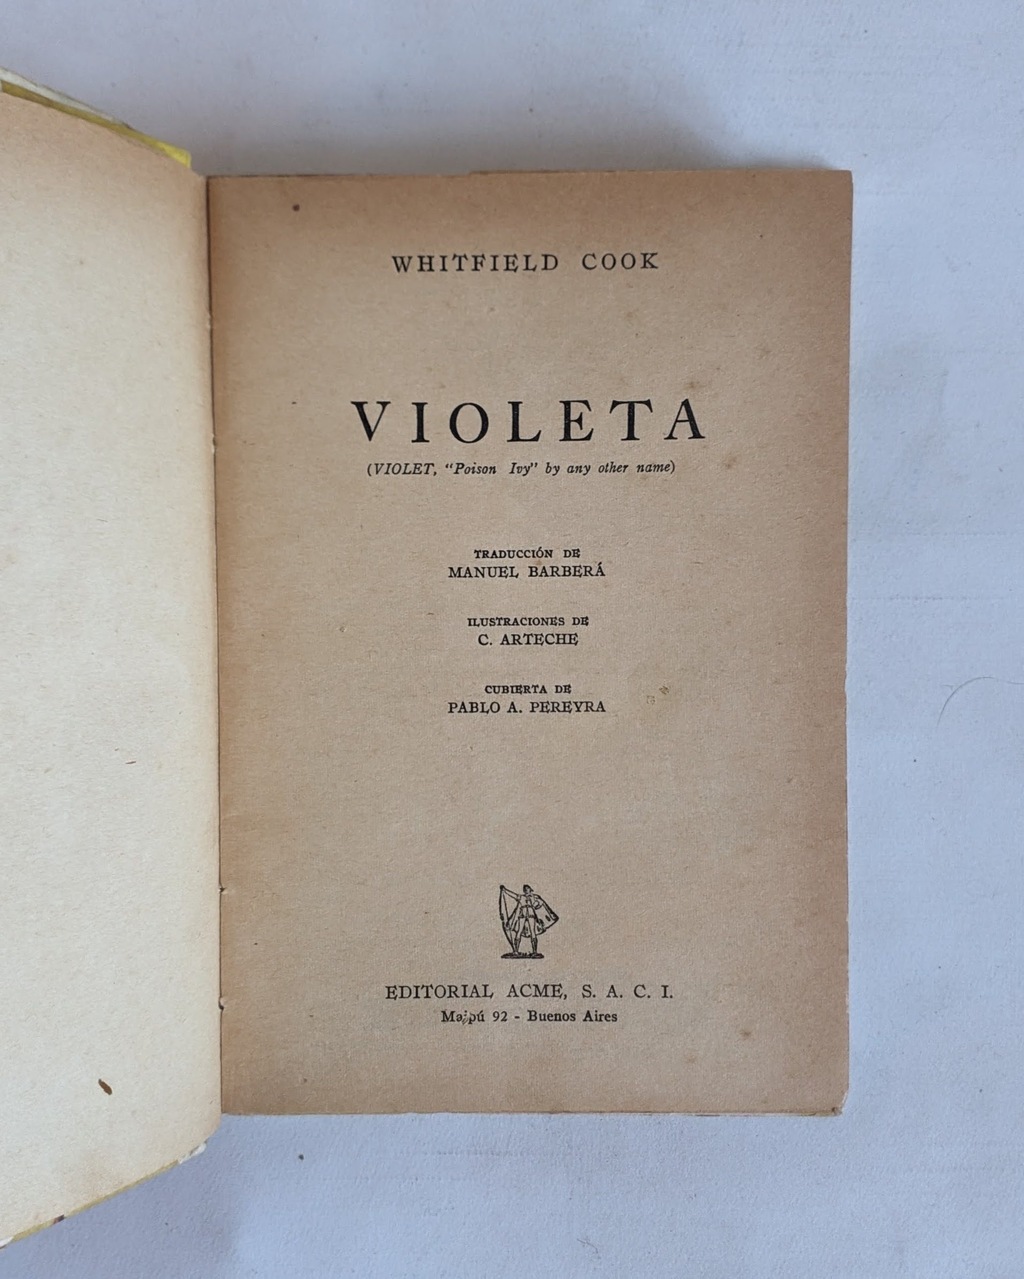 WHITFIELD COOK
VIOLETA
(VIOLET, "Poison Ivy" by any other name)
TRADUCCIÓN DE
MANUEL BARBERÁ
ILUSTRACIONES DE
C. ARTECHE
CUBIERTA DE
PABLO A. PEREYRA
EDITORIAL ACME, S. A. C. I.
Maipú 92 - Buenos Aires